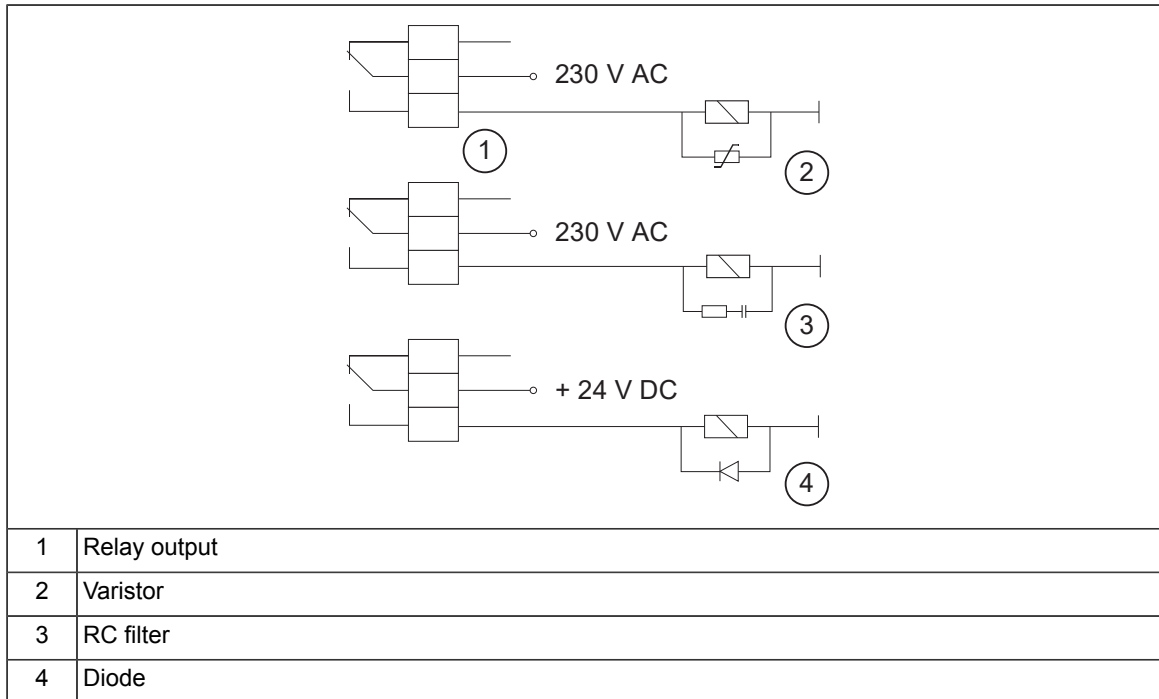 230 V AC
1
2
230 V AC
3
+ 24 V DC
4
1 Relay output
2 Varistor
3 RC filter
4 Diode